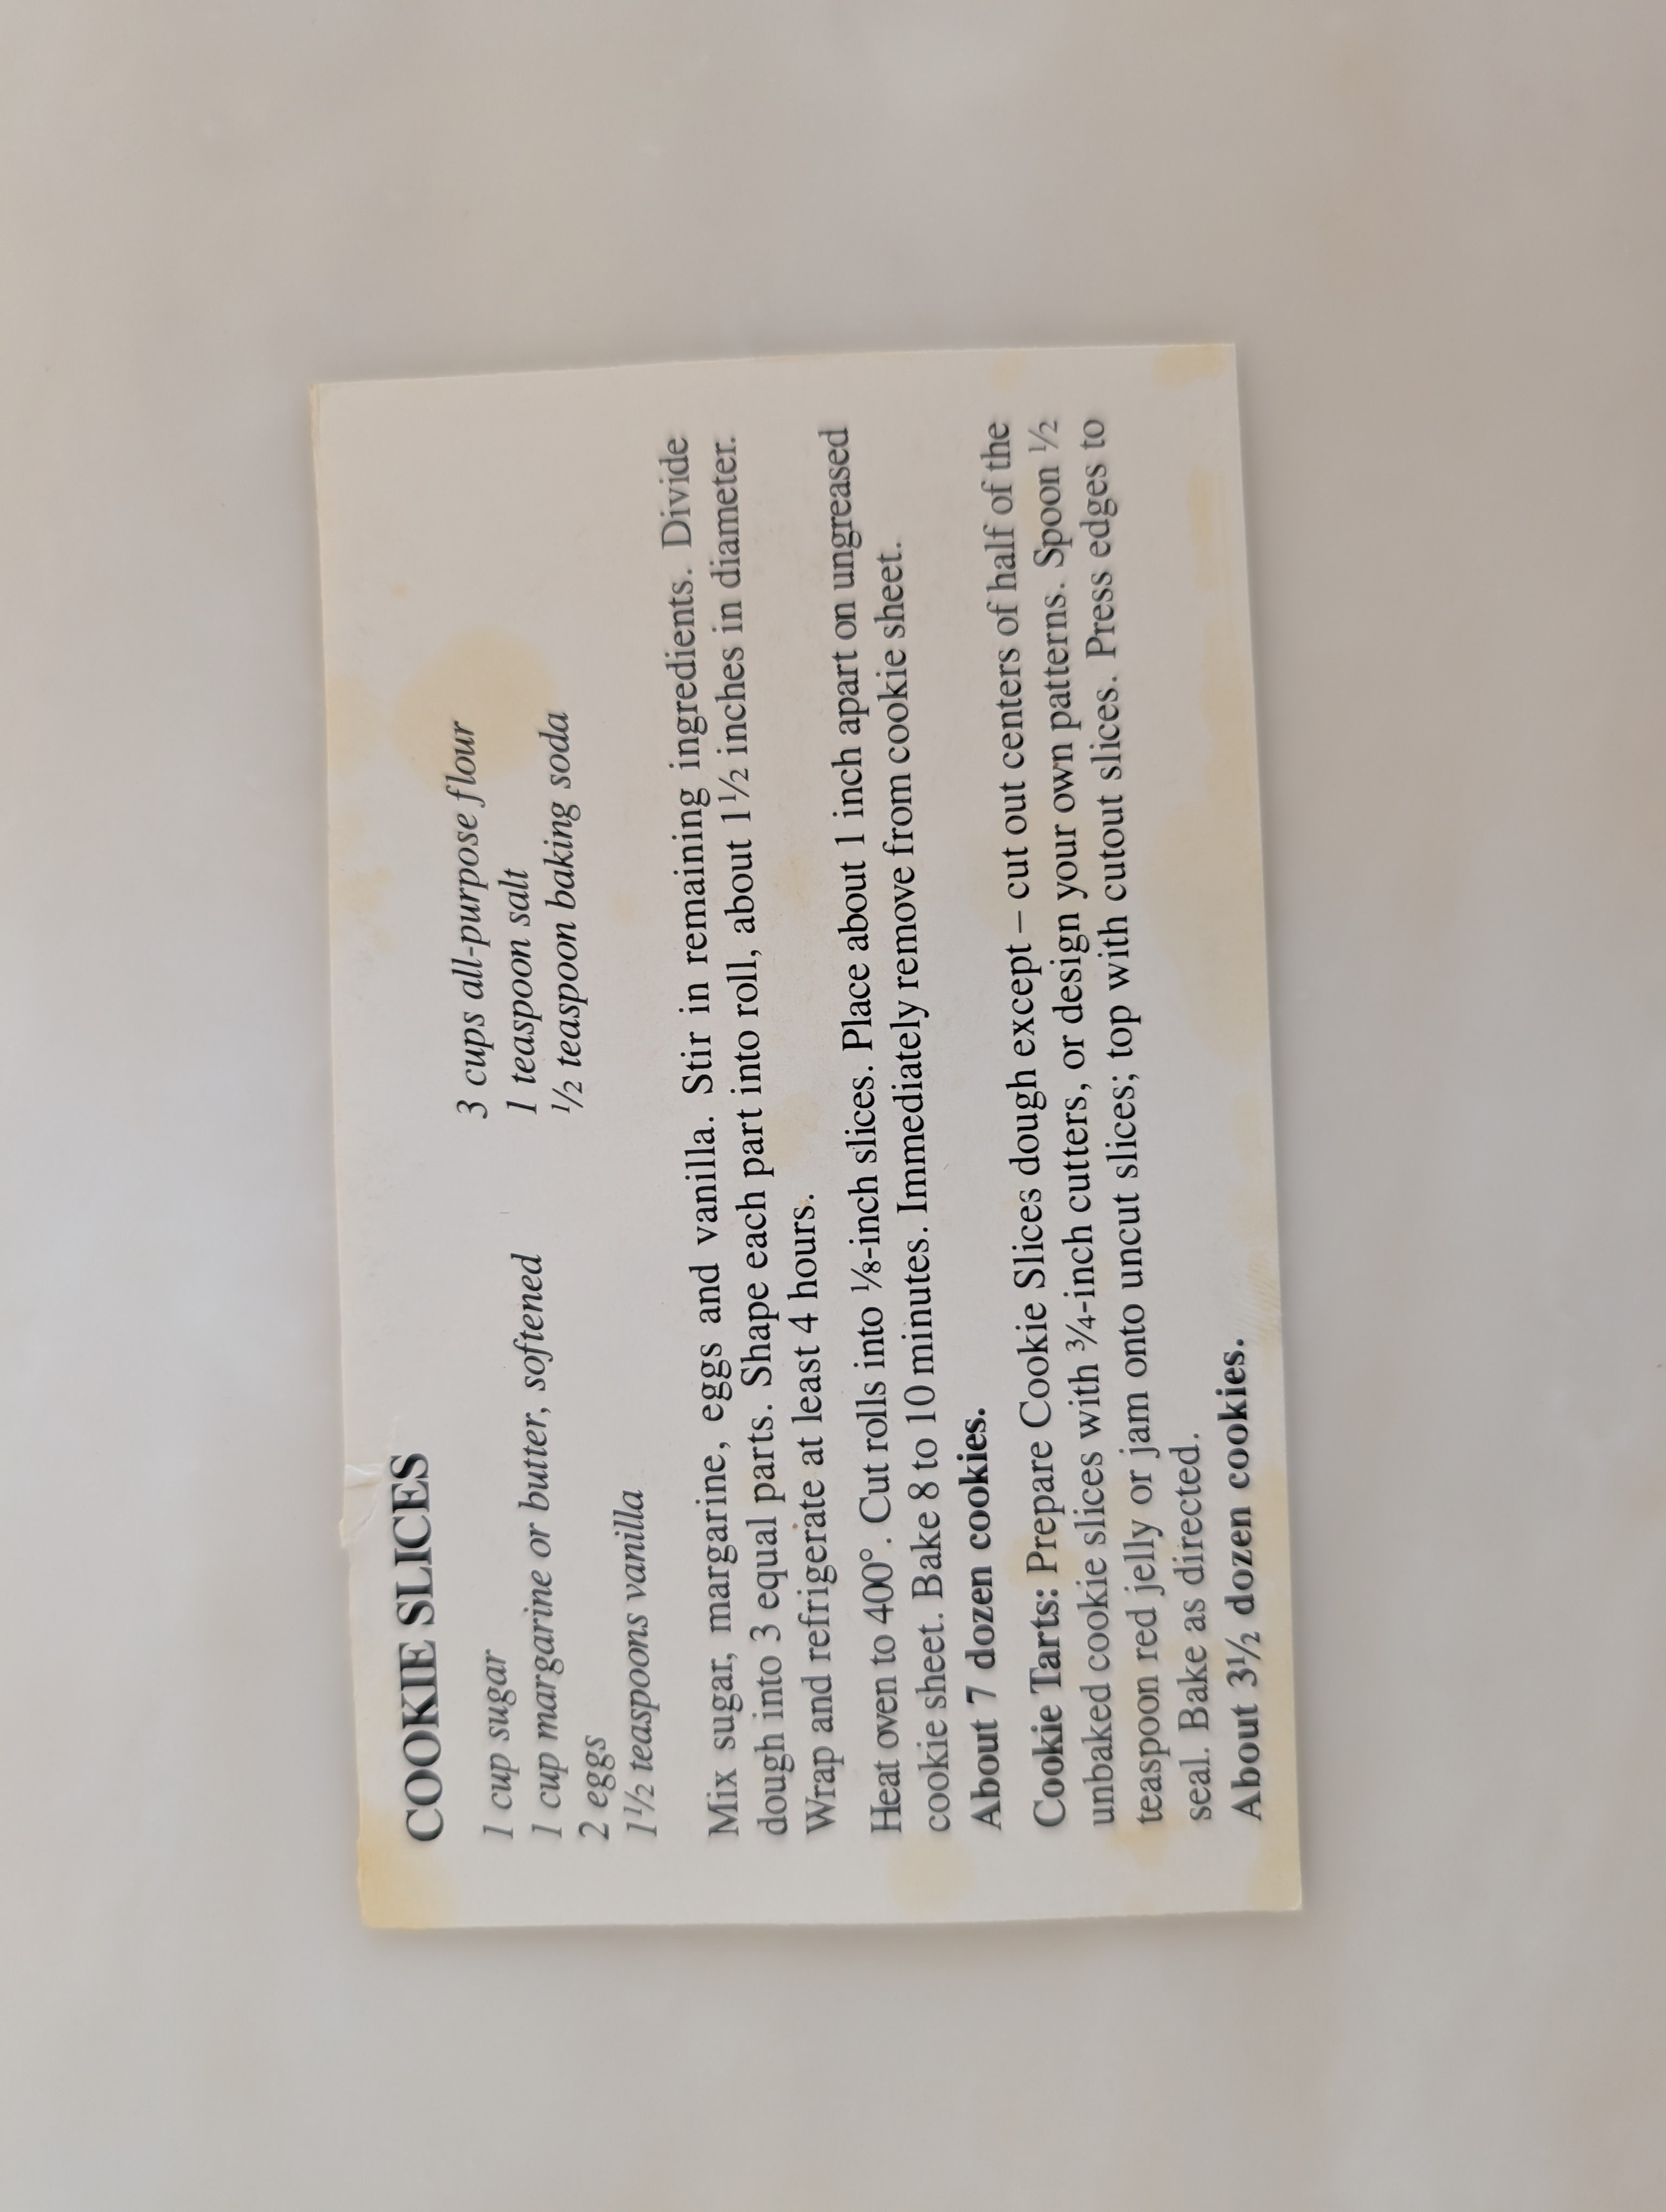 COOKIE SLICES
1 cup sugar
1 cup margarine or butter, softened
2 eggs
1½ teaspoons vanilla
3 cups all-purpose flour
1 teaspoon salt
½ teaspoon baking soda
Mix sugar, margarine, eggs and vanilla. Stir in remaining ingredients. Divide
dough into 3 equal parts. Shape each part into roll, about 1½ inches in diameter.
Wrap and refrigerate at least 4 hours.
Heat oven to 400°. Cut rolls into ⅛-inch slices. Place about 1 inch apart on ungreased
cookie sheet. Bake 8 to 10 minutes. Immediately remove from cookie sheet.
About 7 dozen cookies.
Cookie Tarts: Prepare Cookie Slices dough except – cut out centers of half of the
unbaked cookie slices with ¾-inch cutters, or design your own patterns. Spoon ½
teaspoon red jelly or jam onto uncut slices; top with cutout slices. Press edges to
seal. Bake as directed.
About 3½ dozen cookies.